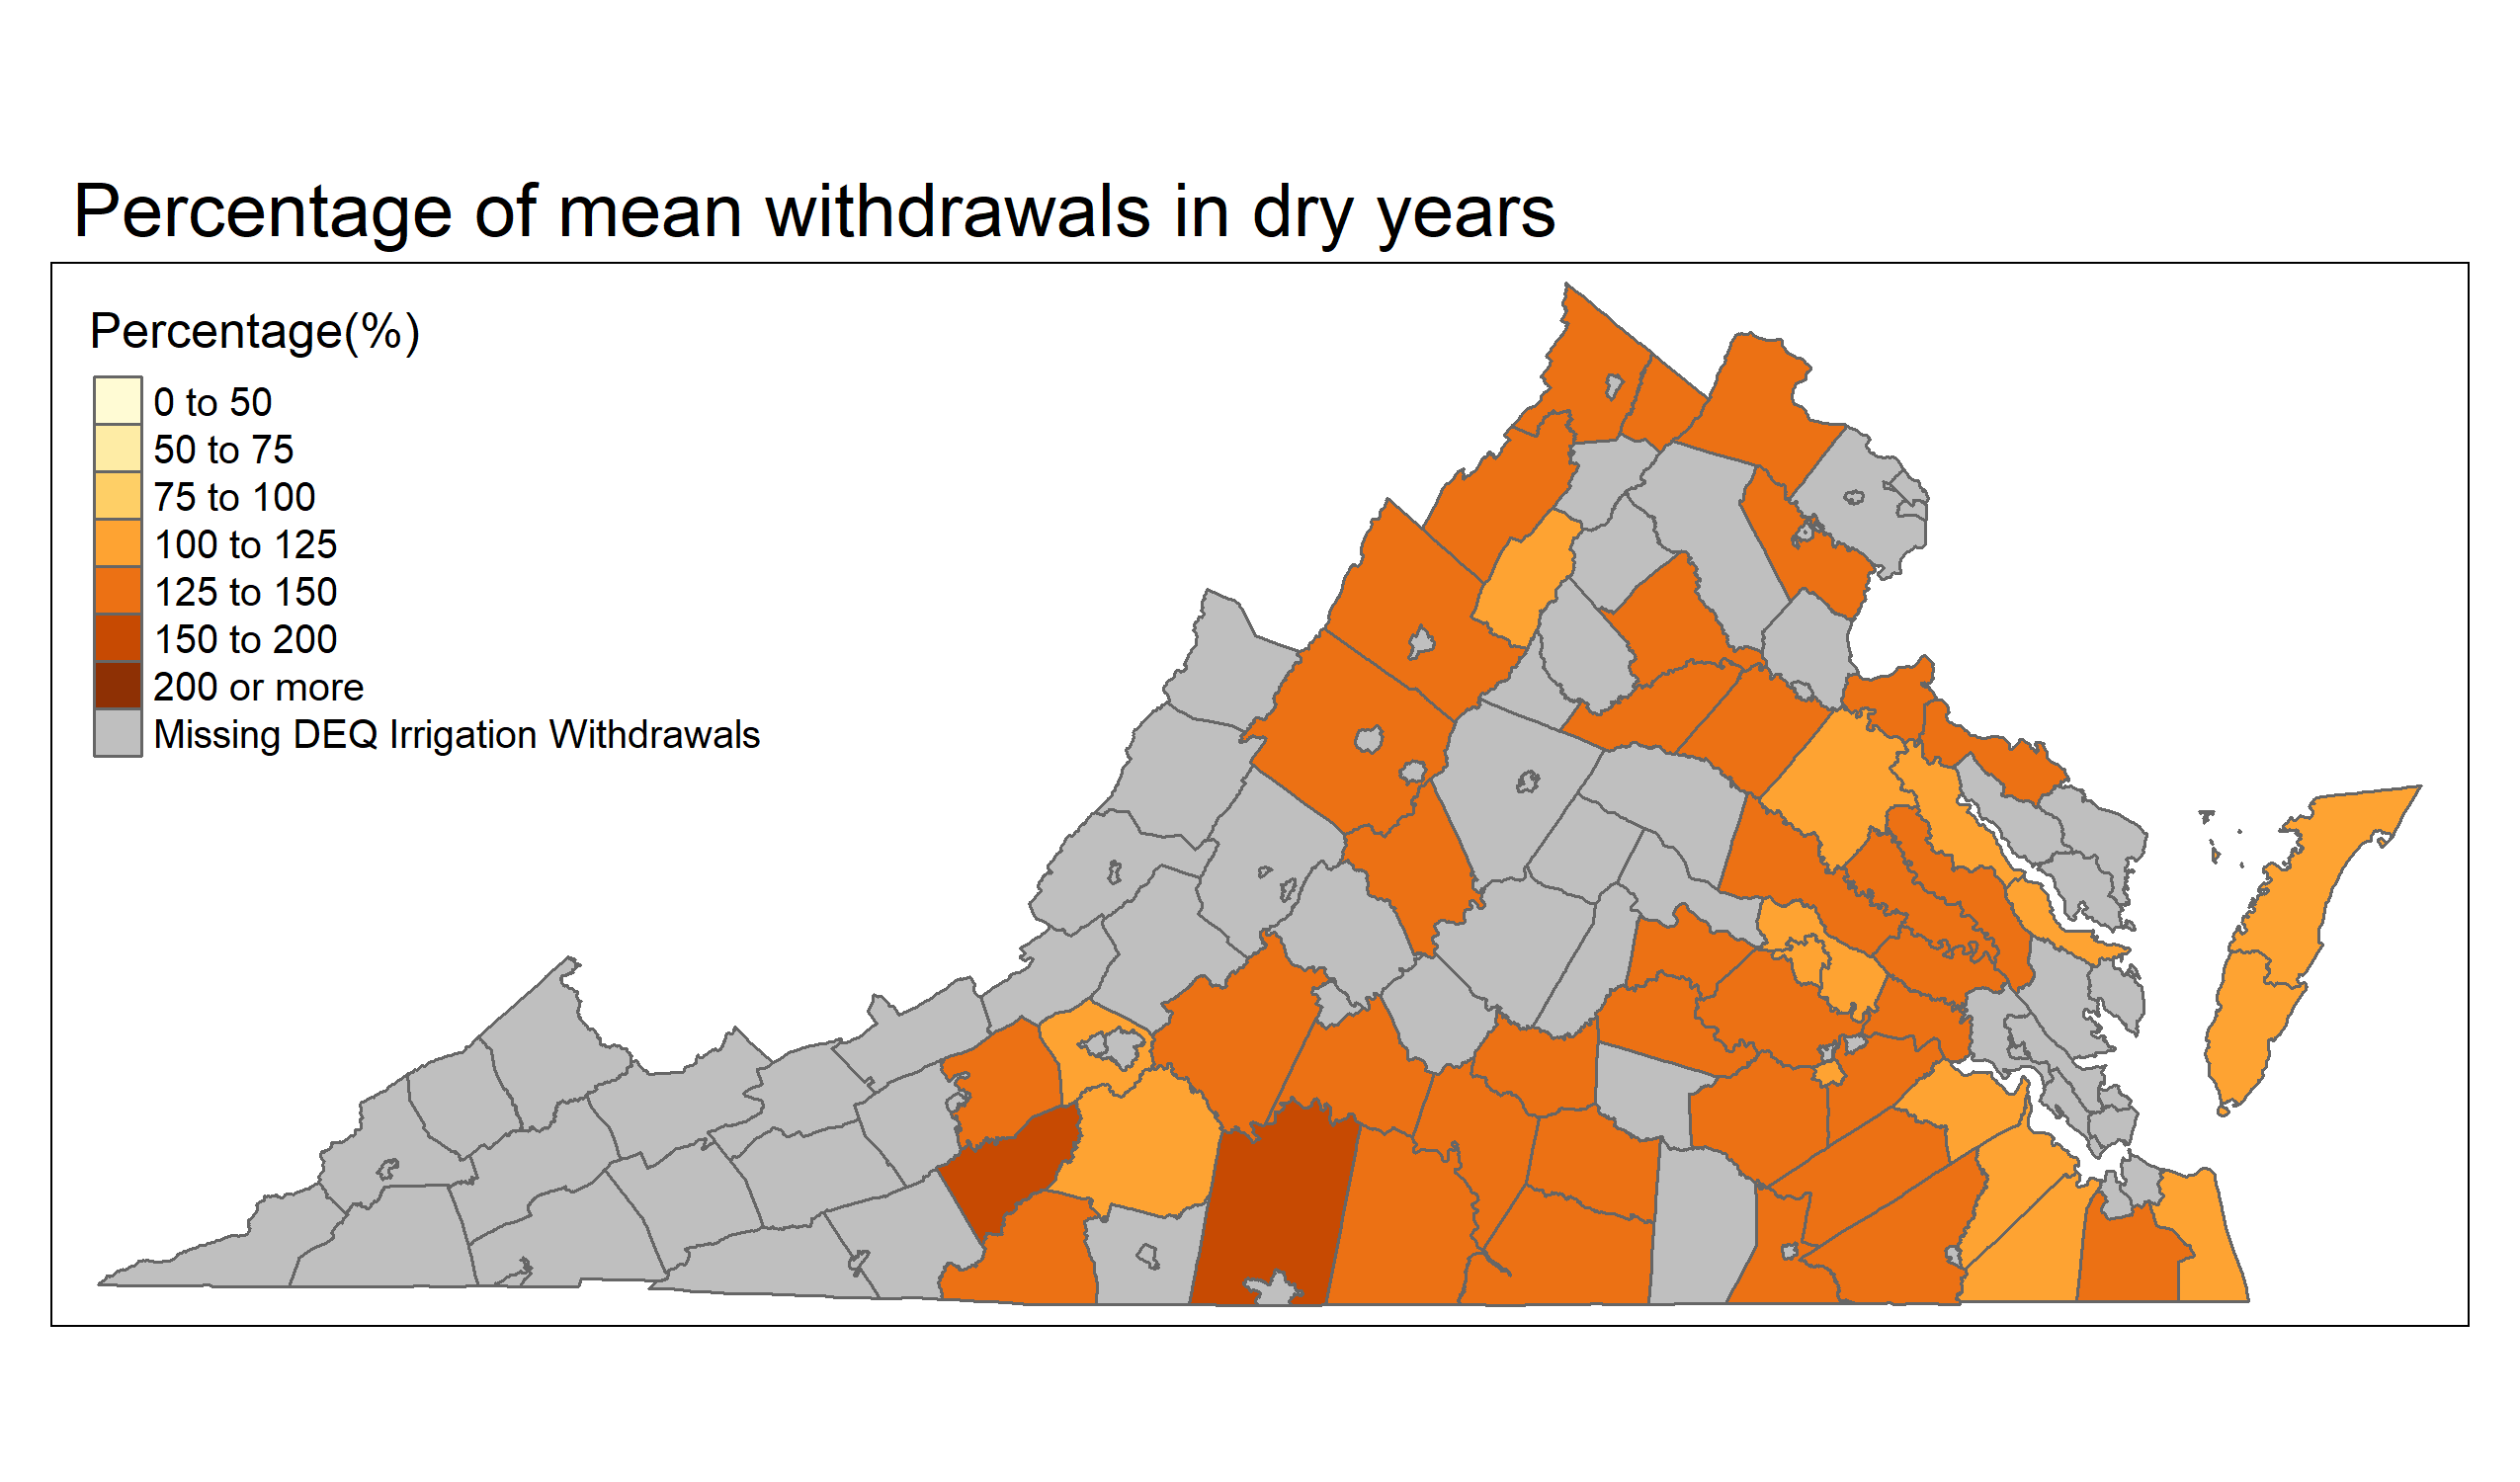 Percentage of mean withdrawals in dry years
Percentage(%)
0 to 50
50 to 75
75 to 100
100 to 125
125 to 150
150 to 200
200 or more
Missing DEQ Irrigation Withdrawals